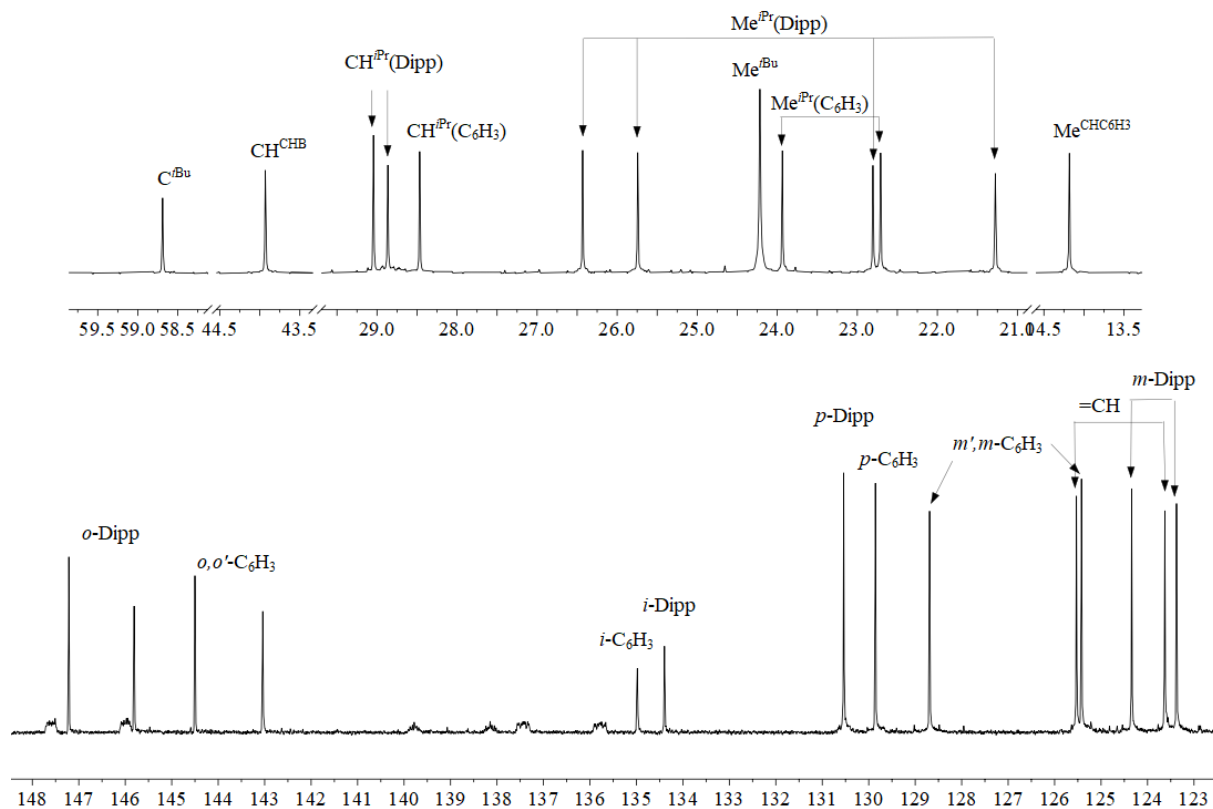 Me^iPr(Dipp)
CH^iPr(Dipp)
Me^tBu
Me^iPr(C₆H₃)
CH^iPr(C₆H₃)
Me^CHC6H3
CH^CHB
C^tBu
59.5 59.0 58.5 44.5 43.5 29.0 28.0 27.0 26.0 25.0 24.0 23.0 22.0 21.0 14.5 13.5
m-Dipp
=CH
p-Dipp
m',m-C₆H₃
p-C₆H₃
o-Dipp
o,o'-C₆H₃
i-Dipp
i-C₆H₃
148 147 146 145 144 143 142 141 140 139 138 137 136 135 134 133 132 131 130 129 128 127 126 125 124 123